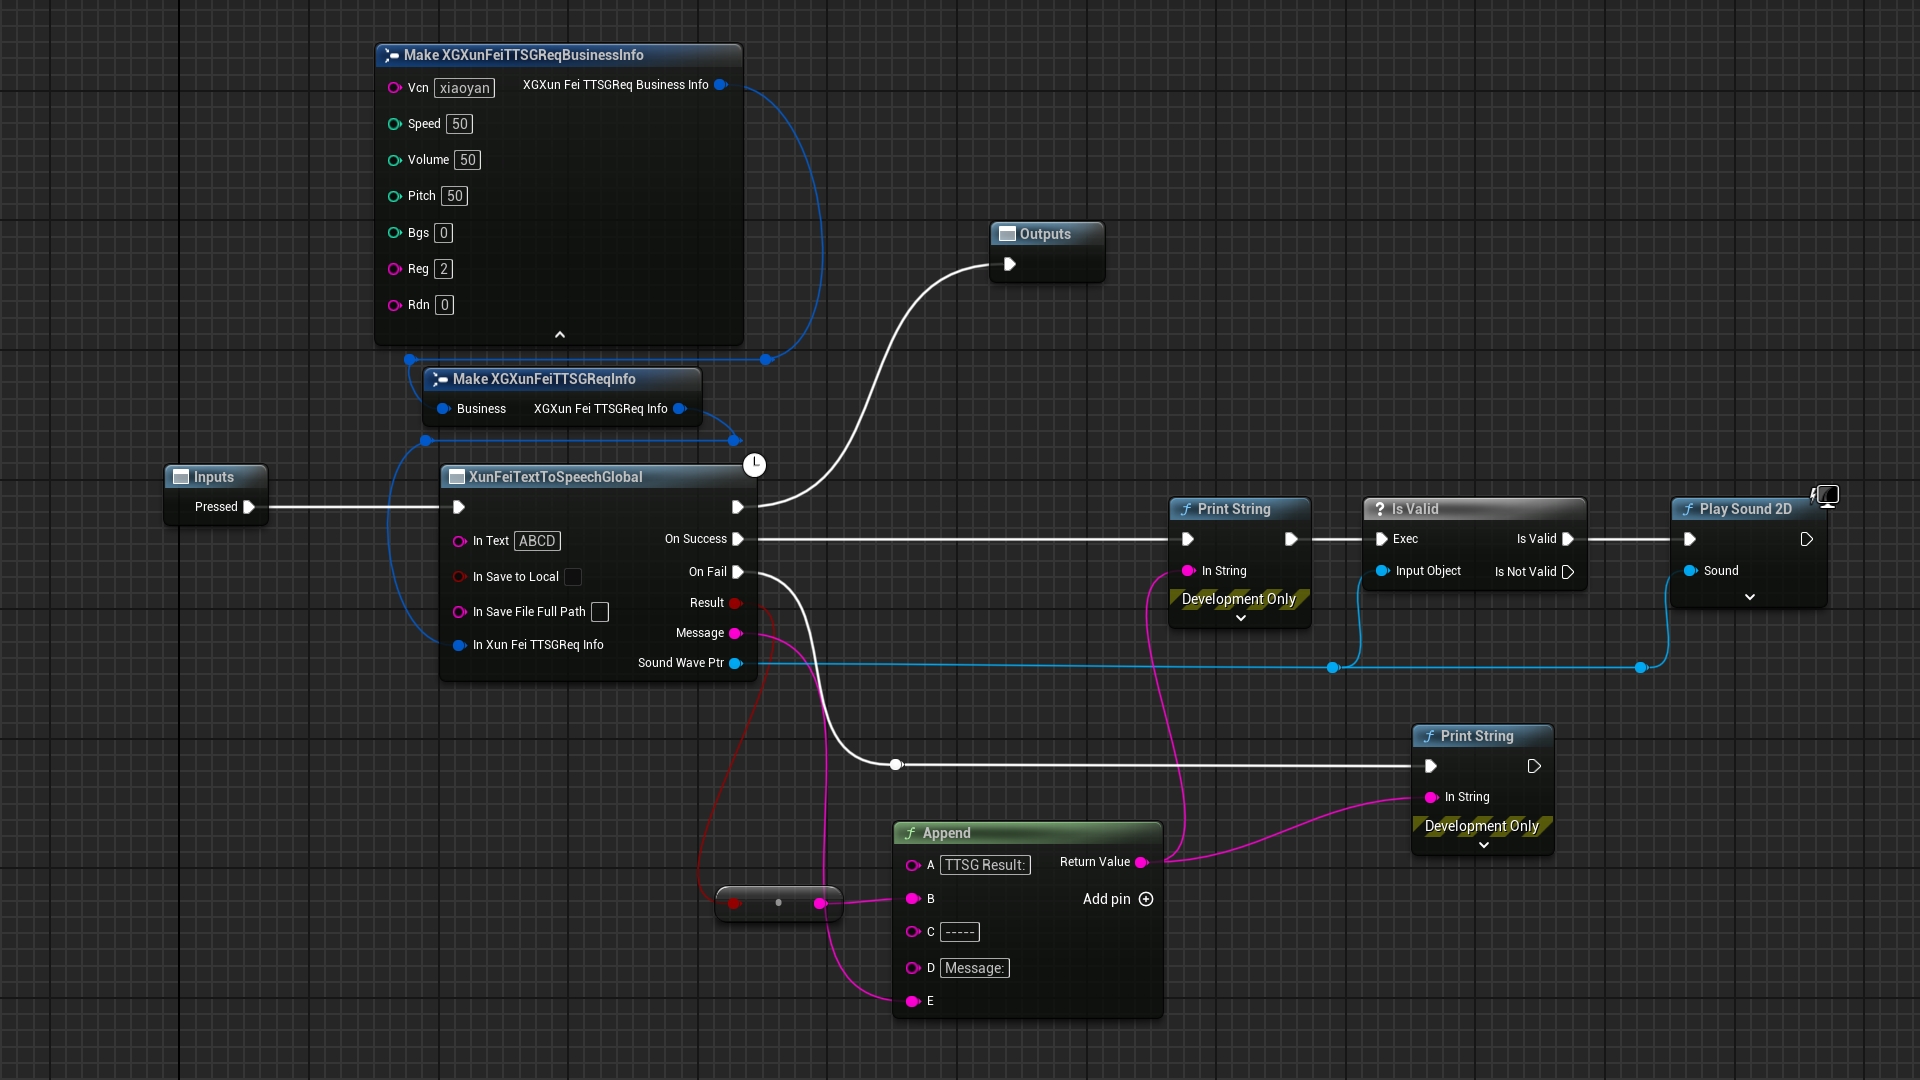 Make XGXunFeiTTSGReqBusinessInfo
Vcn xiaoyan XGXun Fei TTSGReq Business Info
Speed 50
Volume 50
Pitch 50
Bgs 0
Reg 2
Rdn 0
Outputs
Make XGXunFeiTTSGReqInfo
Business XGXun Fei TTSGReq Info
Inputs
Pressed
XunFeiTextToSpeechGlobal
In Text ABCD On Success
In Save to Local On Fail
In Save File Full Path Result
In Xun Fei TTSGReq Info Message
Sound Wave Ptr
Print String
In String
Development Only
? Is Valid
Exec Is Valid
Input Object Is Not Valid
Play Sound 2D
Sound
Print String
In String
Development Only
Append
A TTSG Result: Return Value
B Add pin
C -----
D Message:
E